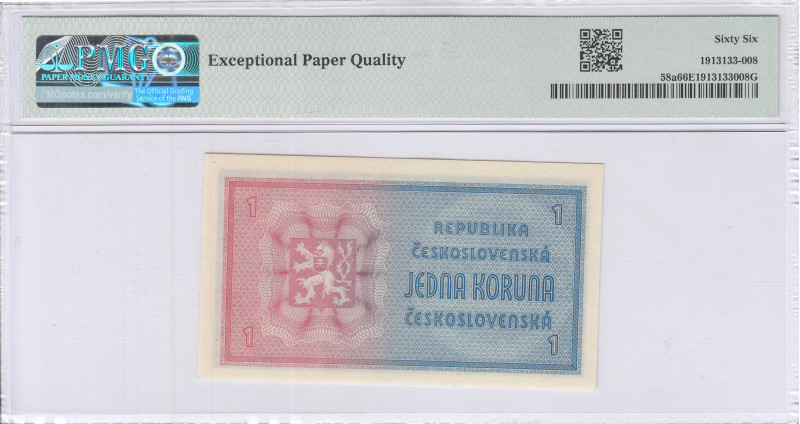 PMG
PAPER MONEY GUARANTY
PMGnotes.com/verify
The Official Grading
Service of the PNG
Exceptional Paper Quality
Sixty Six
1913133-008
58a66E1913133008G
1
1
REPUBLIKA
ČESKOSLOVENSKÁ
JEDNA KORUNA
ČESKOSLOVENSKÁ
1
1